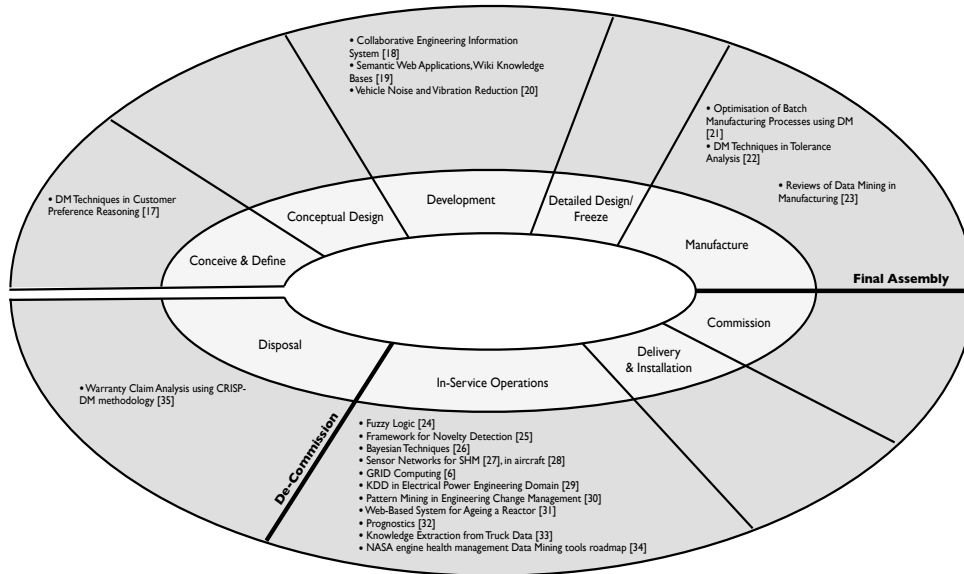 • Collaborative Engineering Information
System [18]
• Semantic Web Applications, Wiki Knowledge
Bases [19]
• Vehicle Noise and Vibration Reduction [20]
• Optimisation of Batch
Manufacturing Processes using DM
[21]
• DM Techniques in Tolerance
Analysis [22]
• Reviews of Data Mining in
Manufacturing [23]
• DM Techniques in Customer
Preference Reasoning [17]
Conceive & Define
Conceptual Design
Development
Detailed Design/
Freeze
Manufacture
Final Assembly
Commission
Delivery
& Installation
In-Service Operations
Disposal
De-Commission
• Warranty Claim Analysis using CRISP-
DM methodology [35]
• Fuzzy Logic [24]
• Framework for Novelty Detection [25]
• Bayesian Techniques [26]
• Sensor Networks for SHM [27], in aircraft [28]
• GRID Computing [6]
• KDD in Electrical Power Engineering Domain [29]
• Pattern Mining in Engineering Change Management [30]
• Web-Based System for Ageing a Reactor [31]
• Prognostics [32]
• Knowledge Extraction from Truck Data [33]
• NASA engine health management Data Mining tools roadmap [34]